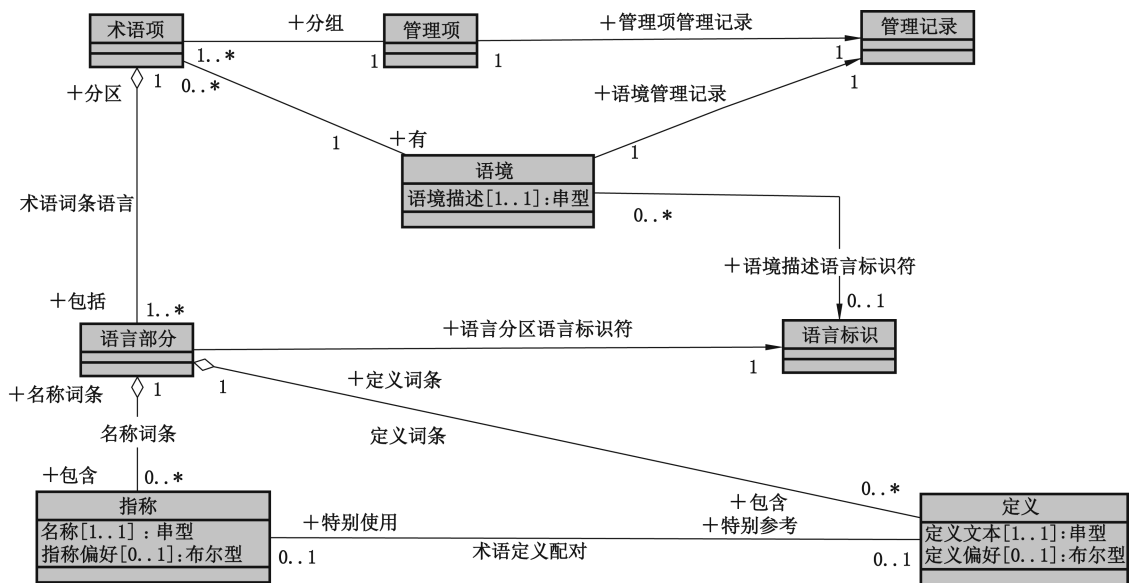 术语项
+分组
管理项
+管理项管理记录
管理记录
1..*
1
1
1
0..*
1
+分区
1
+语境管理记录
1
1
+有
1
语境
语境描述[1..1]:串型
术语词条语言
0..*
+语境描述语言标识符
+包括
1..*
0..1
语言部分
+语言分区语言标识符
语言标识
1
+名称词条
1
1
+定义词条
名称词条
定义词条
+包含
0..*
0..*
+包含
指称
名称[1..1]:串型
指称偏好[0..1]:布尔型
+特别使用
+特别参考
0..1
术语定义配对
0..1
定义
定义文本[1..1]:串型
定义偏好[0..1]:布尔型